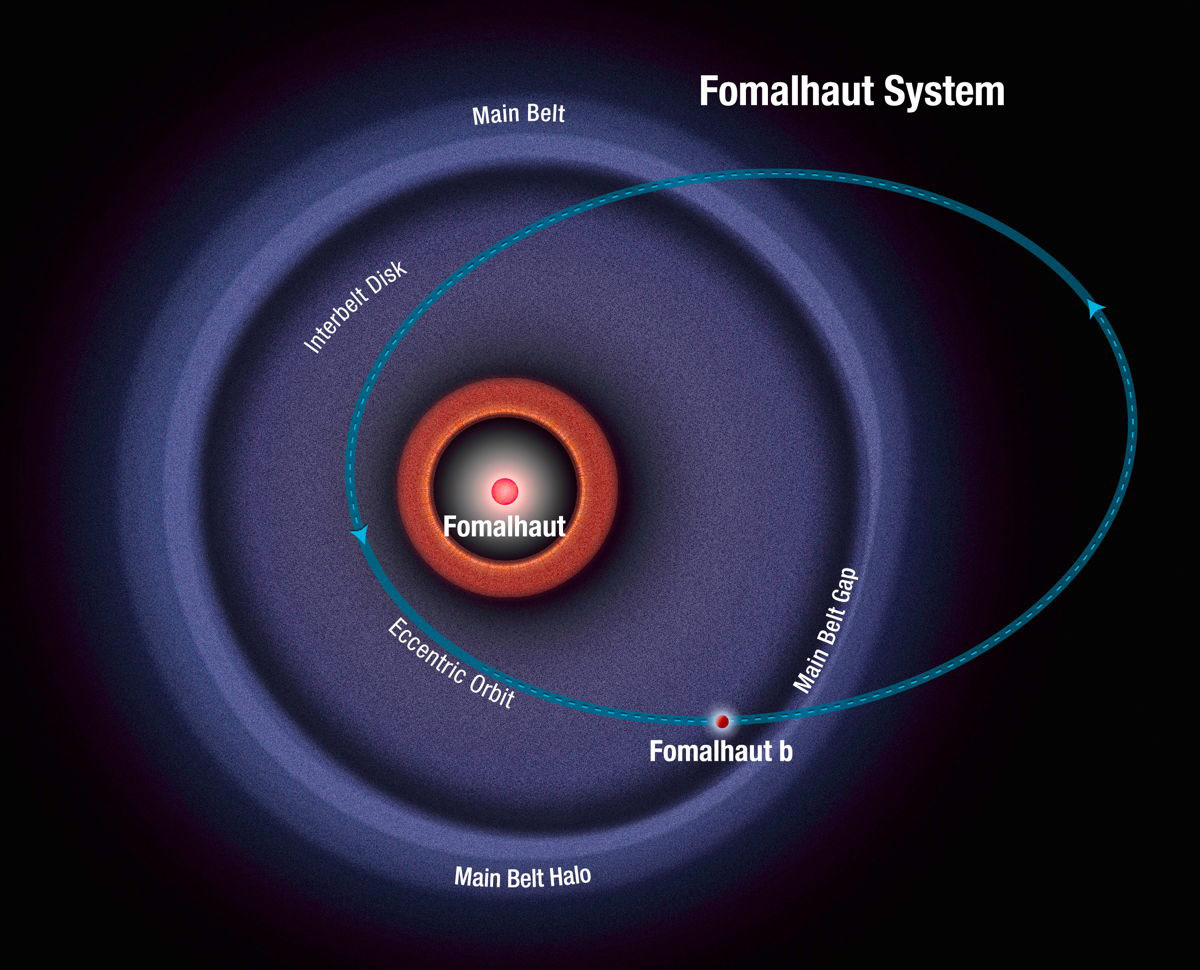 Fomalhaut System
Main Belt
Interbelt Disk
Fomalhaut
Eccentric Orbit
Main Belt Gap
Fomalhaut b
Main Belt Halo